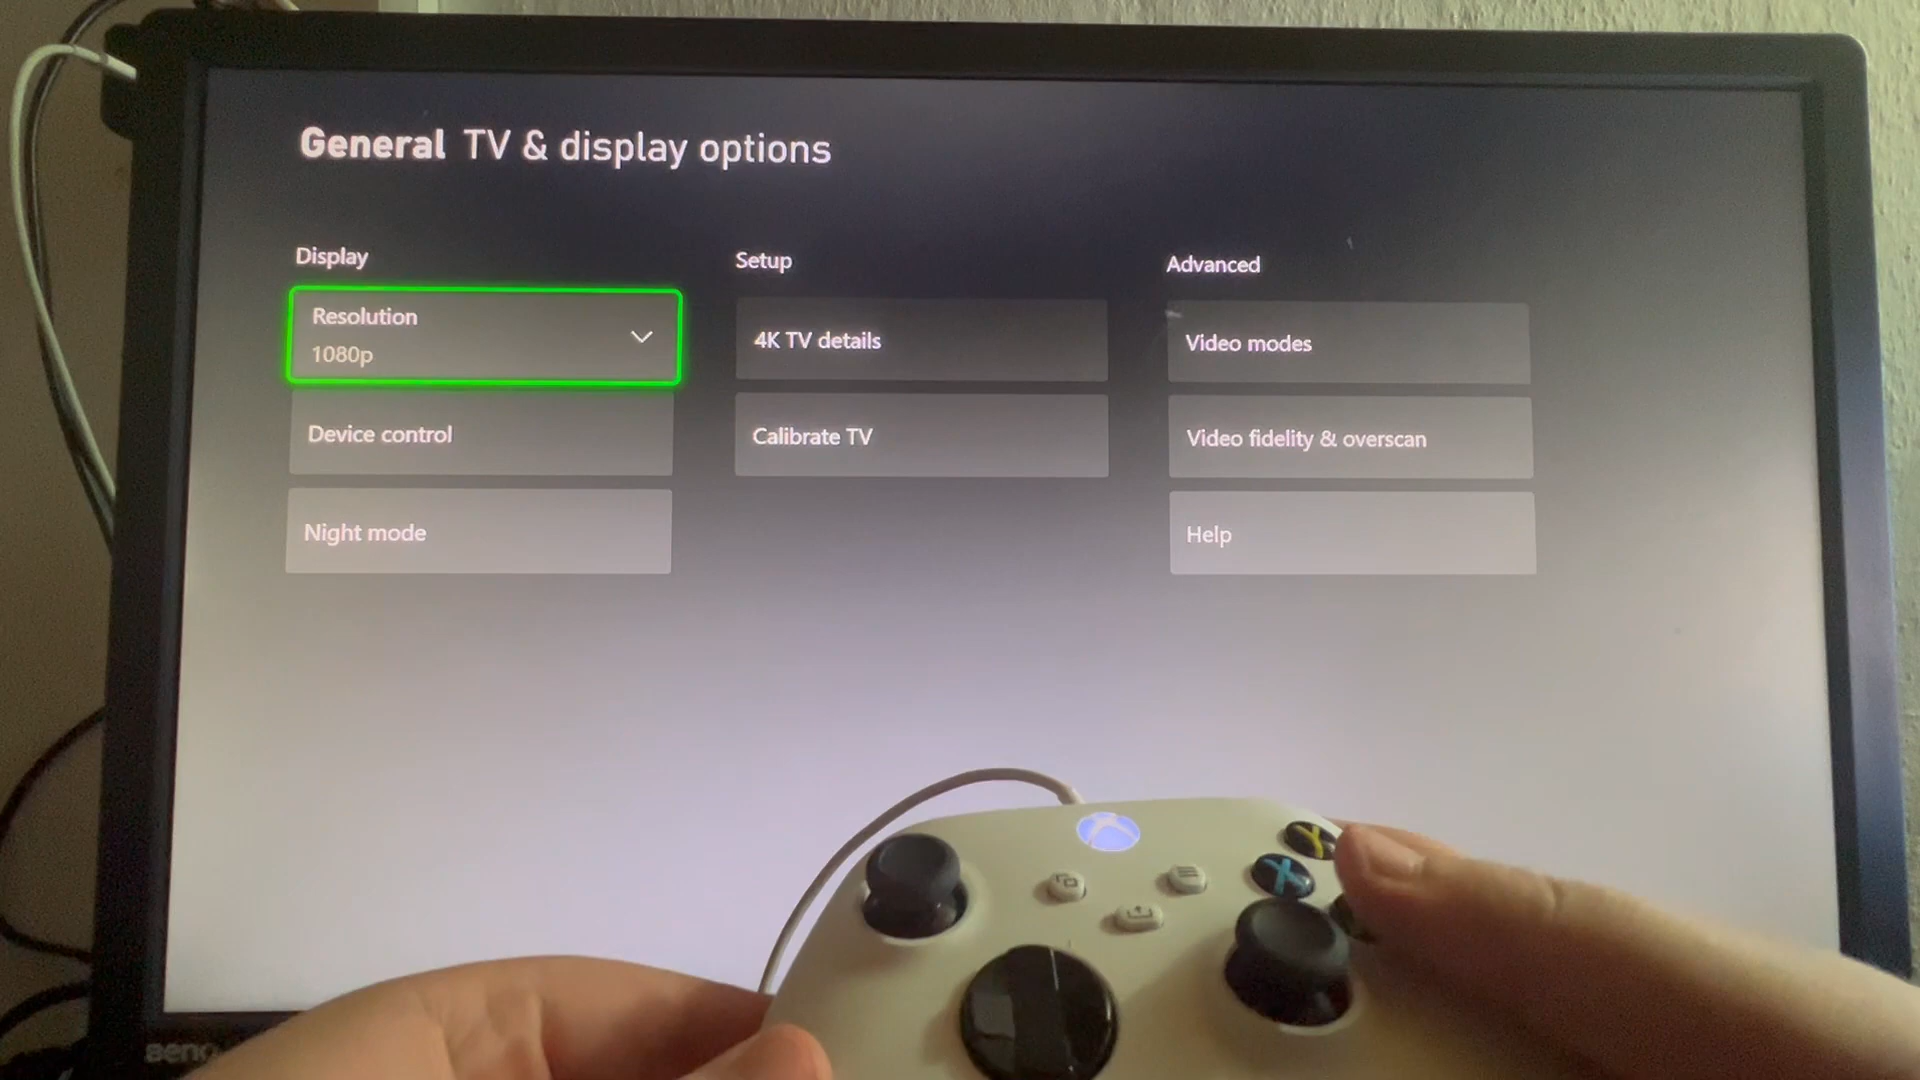 General TV & display options
Display
Resolution
1080p
Device control
Night mode
Setup
4K TV details
Calibrate TV
Advanced
Video modes
Video fidelity & overscan
Help
Y
X